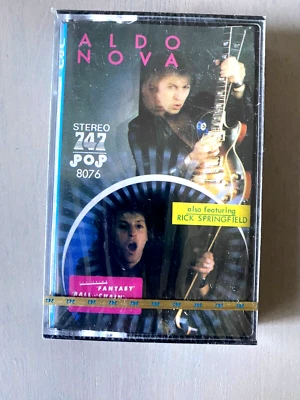 ALDO
NOVA
STEREO
747
POP
8076
also featuring
RICK SPRINGFIELD
"FANTASY"
BALL+CHAIN